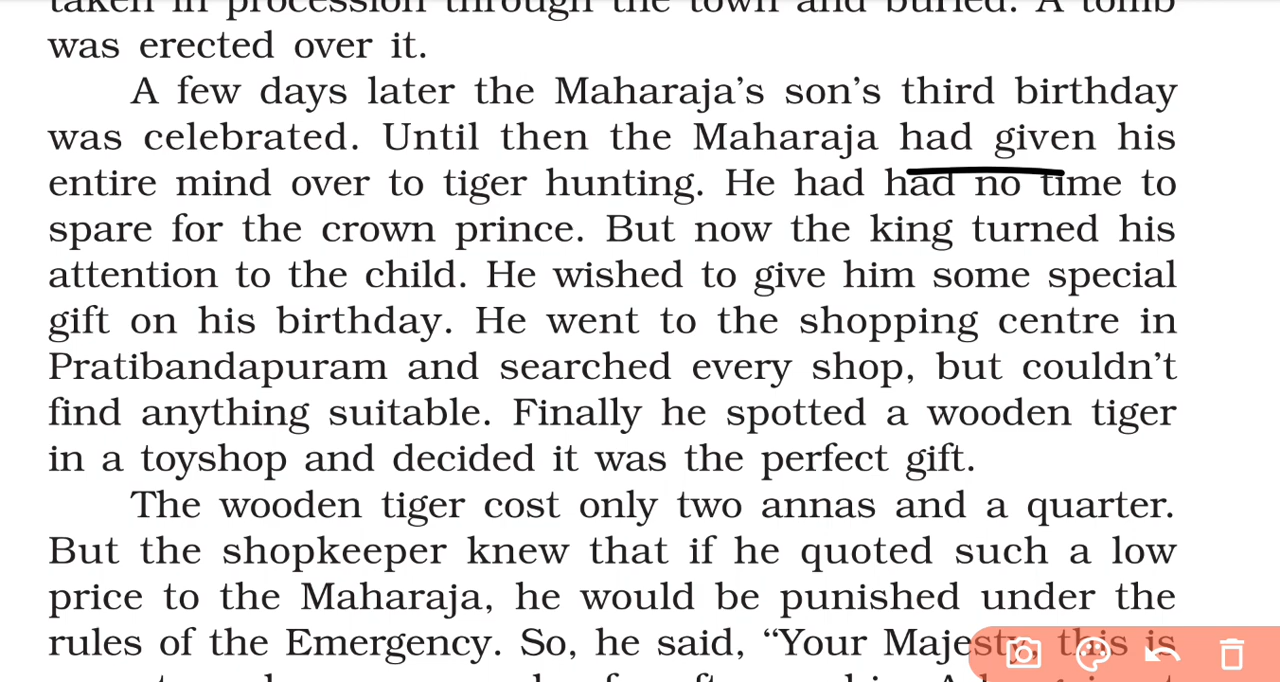 taken in procession through the town and buried. A tomb
was erected over it.
A few days later the Maharaja’s son’s third birthday
was celebrated. Until then the Maharaja had given his
entire mind over to tiger hunting. He had had no time to
spare for the crown prince. But now the king turned his
attention to the child. He wished to give him some special
gift on his birthday. He went to the shopping centre in
Pratibandapuram and searched every shop, but couldn’t
find anything suitable. Finally he spotted a wooden tiger
in a toyshop and decided it was the perfect gift.
The wooden tiger cost only two annas and a quarter.
But the shopkeeper knew that if he quoted such a low
price to the Maharaja, he would be punished under the
rules of the Emergency. So, he said, “Your Majesty, this is